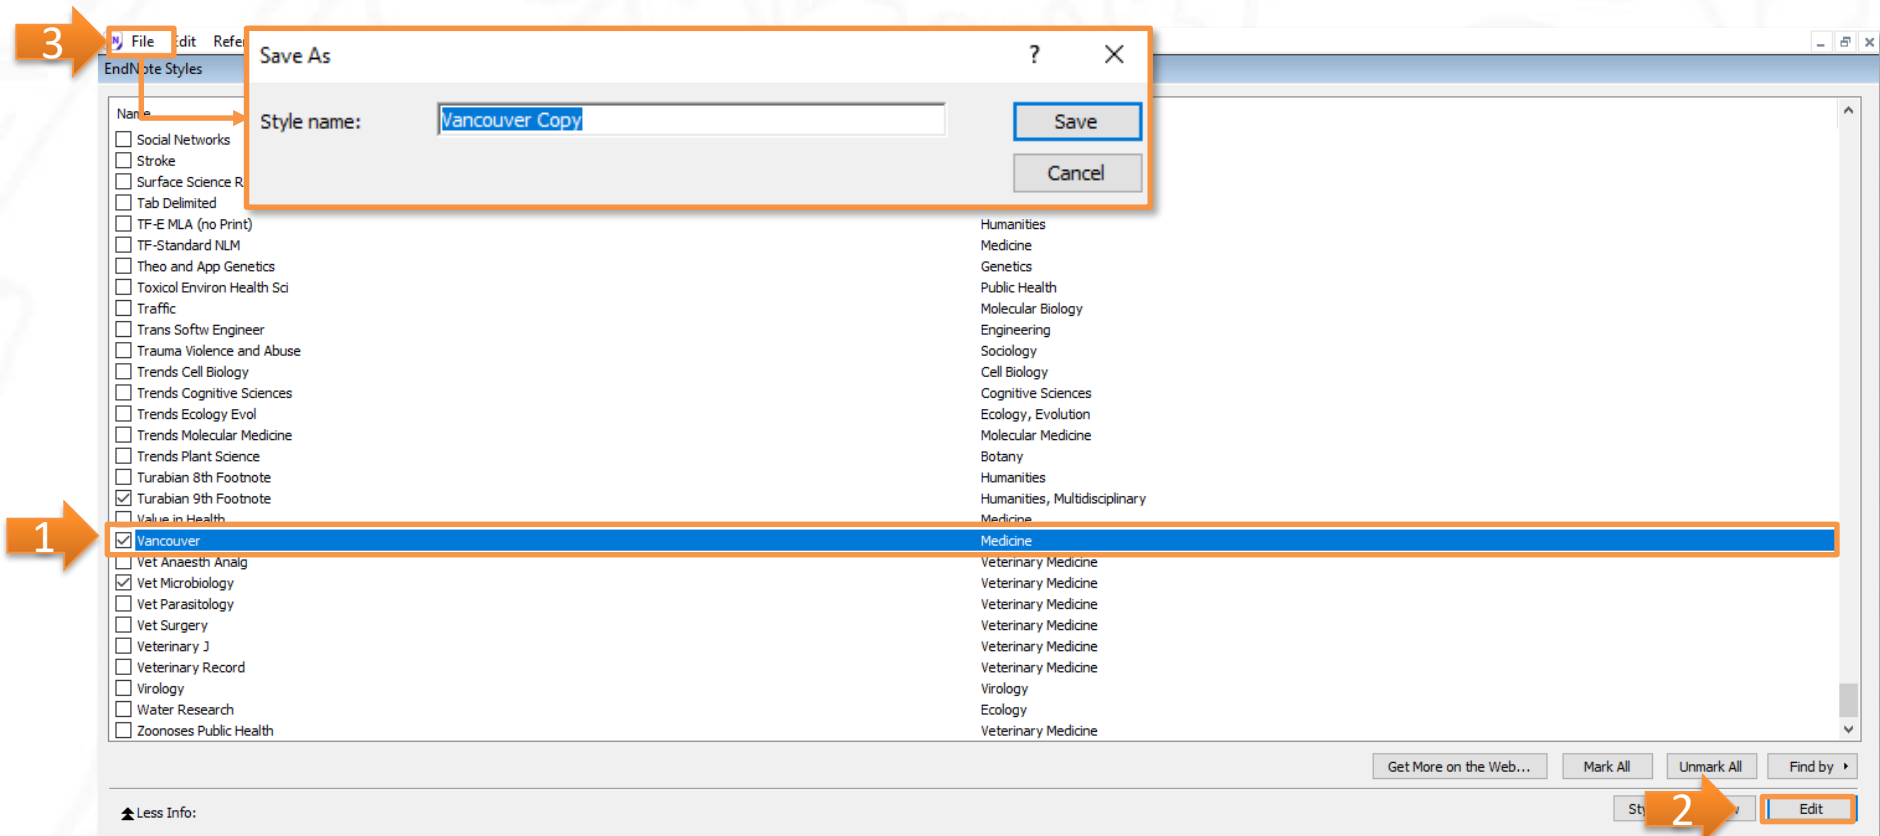 3
File Edit Refe
Save As ?
EndNote Styles
Name
Style name: Vancouver Copy Save
Cancel
Social Networks
Stroke
Surface Science R
Tab Delimited
TF-E MLA (no Print) Humanities
TF-Standard NLM Medicine
Theo and App Genetics Genetics
Toxicol Environ Health Sci Public Health
Traffic Molecular Biology
Trans Softw Engineer Engineering
Trauma Violence and Abuse Sociology
Trends Cell Biology Cell Biology
Trends Cognitive Sciences Cognitive Sciences
Trends Ecology Evol Ecology, Evolution
Trends Molecular Medicine Molecular Medicine
Trends Plant Science Botany
Turabian 8th Footnote Humanities
Turabian 9th Footnote Humanities, Multidisciplinary
Value in Health Medicine
1 Vancouver Medicine
Vet Anaesth Analg Veterinary Medicine
Vet Microbiology Veterinary Medicine
Vet Parasitology Veterinary Medicine
Vet Surgery Veterinary Medicine
Veterinary J Veterinary Medicine
Veterinary Record Veterinary Medicine
Virology Virology
Water Research Ecology
Zoonoses Public Health Veterinary Medicine
Get More on the Web... Mark All Unmark All Find by
Less Info: 2 Edit